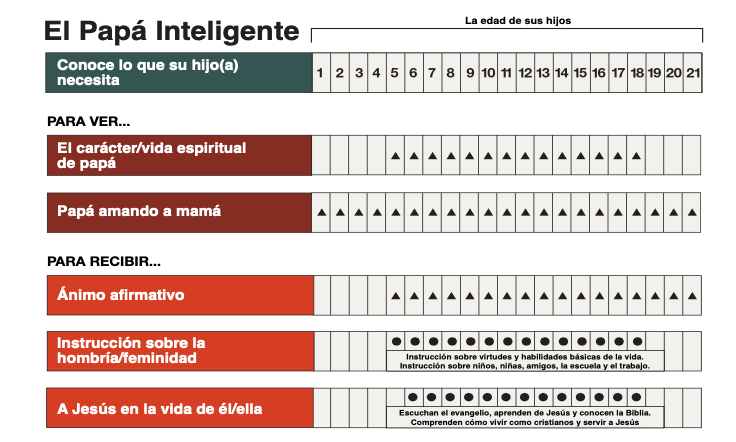 El Papá Inteligente
La edad de sus hijos
Conoce lo que su hijo(a)
necesita
1 2 3 4 5 6 7 8 9 10 11 12 13 14 15 16 17 18 19 20 21
PARA VER...
El carácter/vida espiritual
de papá
Papá amando a mamá
PARA RECIBIR...
Ánimo afirmativo
Instrucción sobre la
hombría/feminidad
Instrucción sobre virtudes y habilidades básicas de la vida.
Instrucción sobre niños, niñas, amigos, la escuela y el trabajo.
A Jesús en la vida de él/ella
Escuchan el evangelio, aprenden de Jesús y conocen la Biblia.
Comprenden cómo vivir como cristianos y servir a Jesús